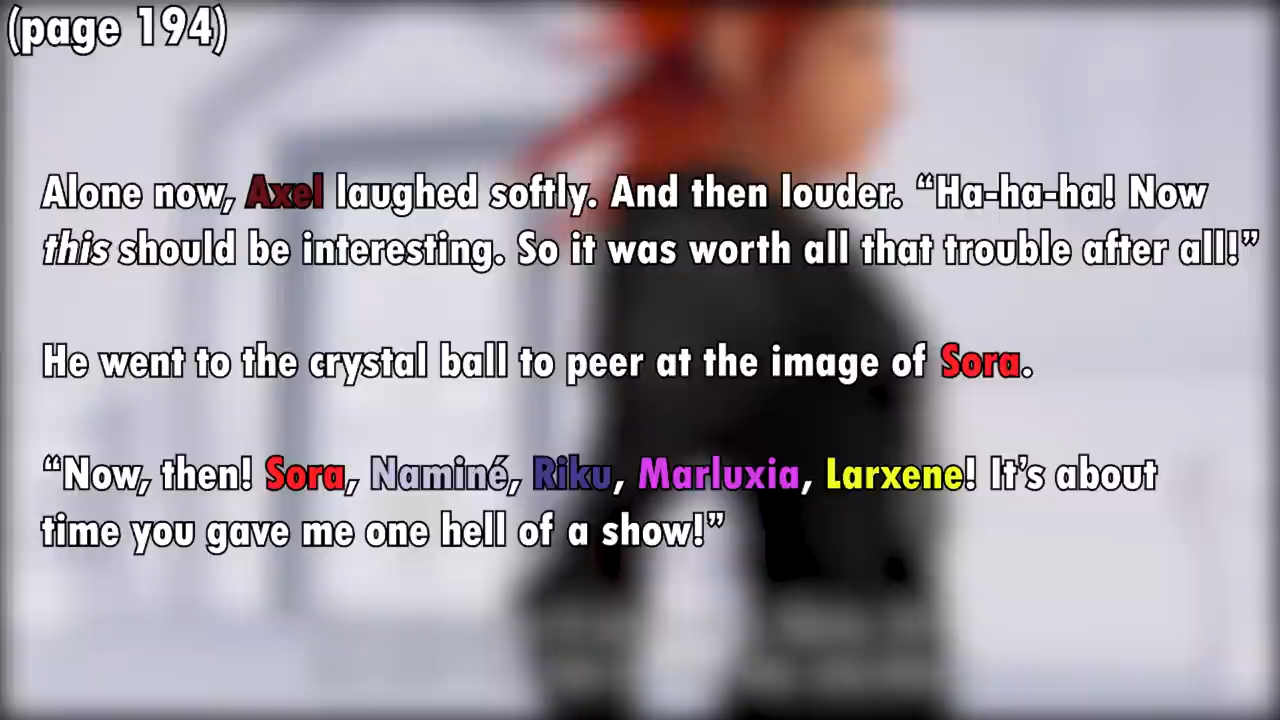 (page 194)
Alone now, Axel laughed softly. And then louder. “Ha-ha-ha! Now
this should be interesting. So it was worth all that trouble after all!”
He went to the crystal ball to peer at the image of Sora.
“Now, then! Sora, Naminé, Riku, Marluxia, Larxene! It’s about
time you gave me one hell of a show!”